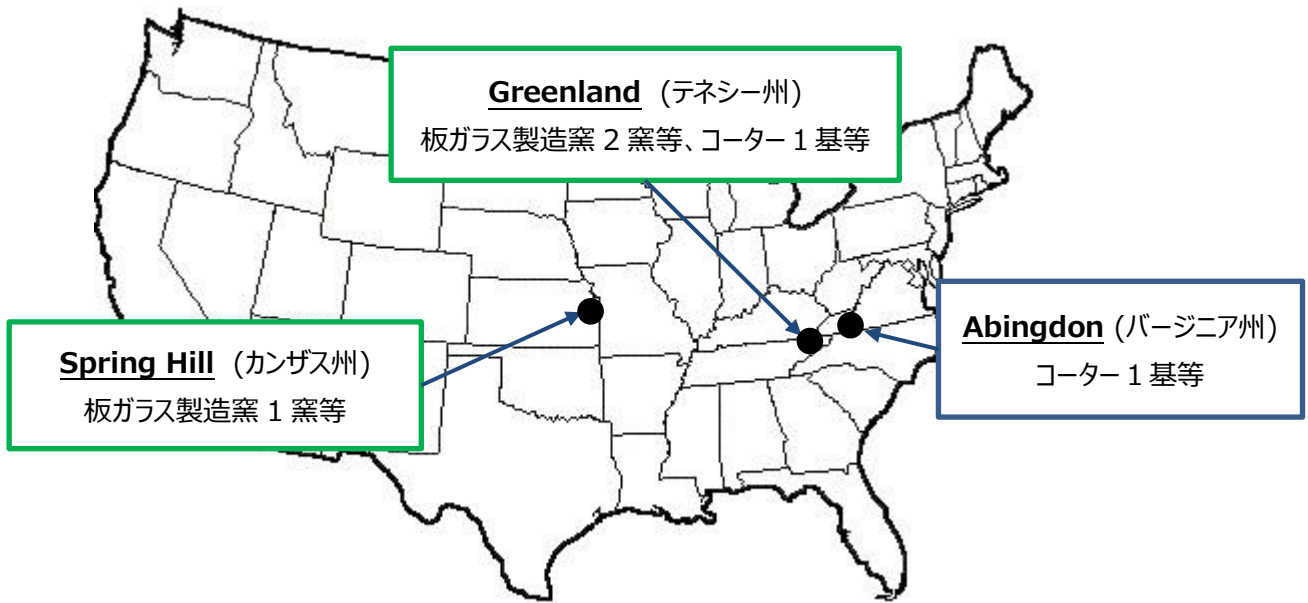 Greenland (テネシー州)
板ガラス製造窯 2 窯等、コーター 1 基等
Spring Hill (カンザス州)
板ガラス製造窯 1 窯等
Abingdon (バージニア州)
コーター 1 基等